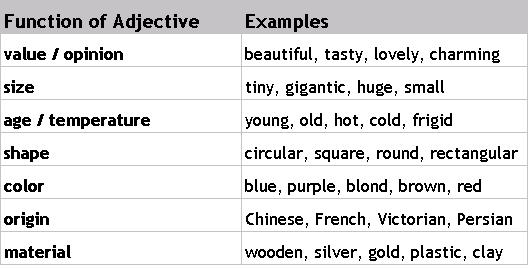 Function of Adjective Examples
value / opinion beautiful, tasty, lovely, charming
size tiny, gigantic, huge, small
age / temperature young, old, hot, cold, frigid
shape circular, square, round, rectangular
color blue, purple, blond, brown, red
origin Chinese, French, Victorian, Persian
material wooden, silver, gold, plastic, clay